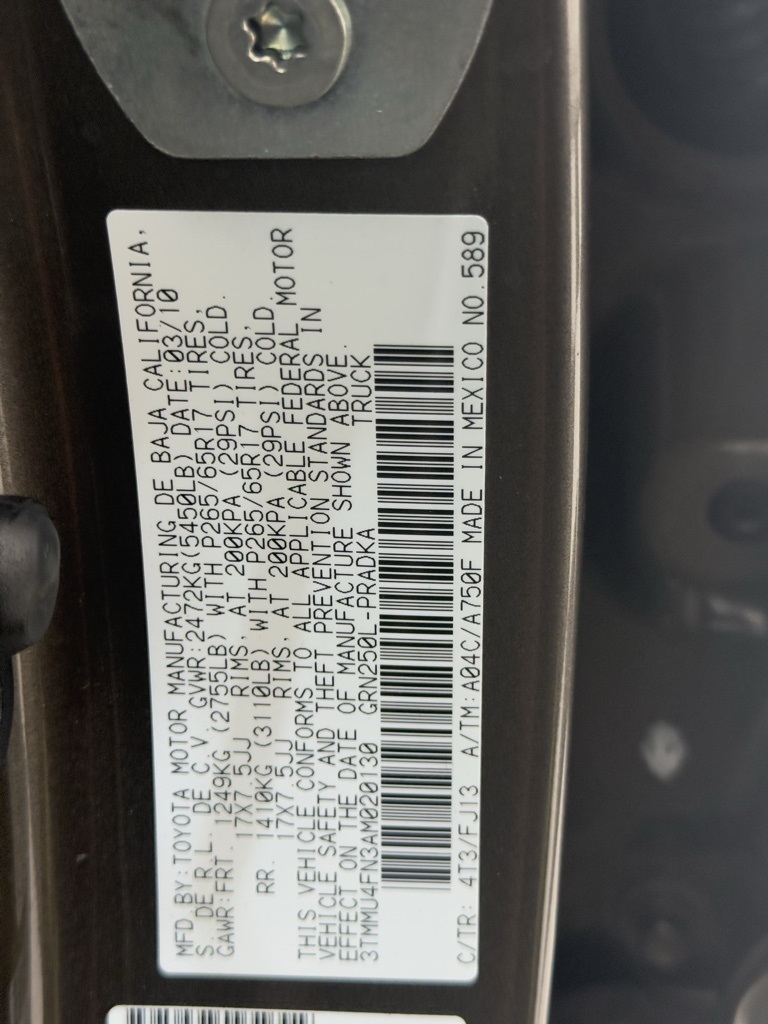 MFD.BY:TOYOTA MOTOR MANUFACTURING DE BAJA CALIFORNIA,
S. DE R.L. DE C.V. GVWR:2472KG(5450LB) DATE:03/10
GAWR:FRT. 1249KG (2755LB) WITH P265/65R17 TIRES,
17X7.5JJ RIMS, AT 200KPA (29PSI) COLD.
RR. 1410KG (3110LB) WITH P265/65R17 TIRES,
17X7.5JJ RIMS, AT 200KPA (29PSI) COLD.
THIS VEHICLE CONFORMS TO ALL APPLICABLE FEDERAL MOTOR
VEHICLE SAFETY AND THEFT PREVENTION STANDARDS IN
EFFECT ON THE DATE OF MANUFACTURE SHOWN ABOVE.
3TMMU4FN3AM020130 GRN250L-PRADKA TRUCK
C/TR: 4T3/FJ13 A/TM:A04C/A750F MADE IN MEXICO NO.589